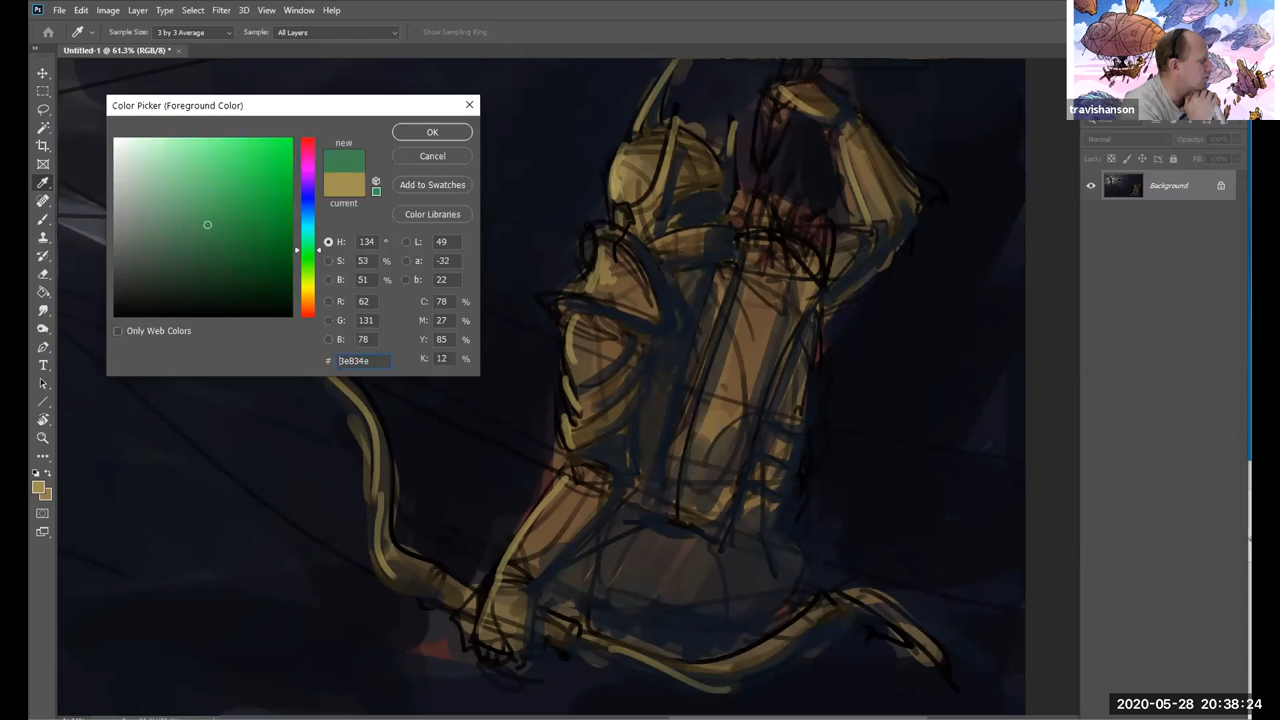 Ps File Edit Image Layer Type Select Filter 3D View Window Help
Sample Size: 3 by 3 Average Sample: All Layers Show Sampling Ring
Untitled-1 @ 61.3% (RGB/8) * ×
travishanson
Color Picker (Foreground Color)
new
current
OK
Cancel
Add to Swatches
Color Libraries
H: 134 °
S: 53 %
B: 51 %
R: 62
G: 131
B: 78
# 3e834e
L: 49
a: -32
b: 22
C: 78 %
M: 27 %
Y: 85 %
K: 12 %
Only Web Colors
Normal Opacity: 100%
Lock: Fill: 100%
Background
2020-05-28 20:38:24